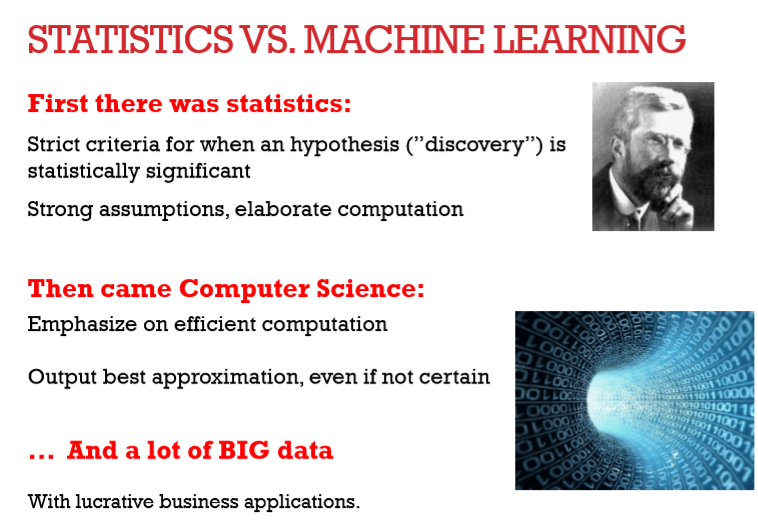 STATISTICS VS. MACHINE LEARNING
First there was statistics:
Strict criteria for when an hypothesis (”discovery”) is
statistically significant
Strong assumptions, elaborate computation
Then came Computer Science:
Emphasize on efficient computation
Output best approximation, even if not certain
... And a lot of BIG data
With lucrative business applications.